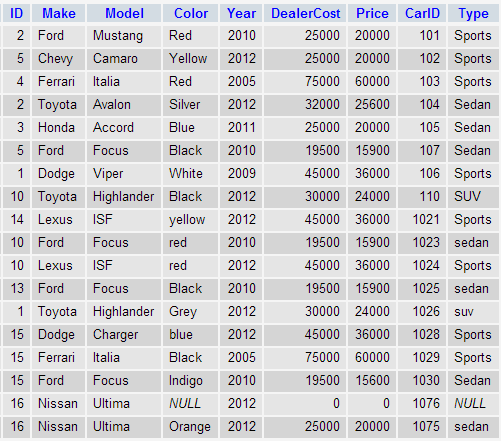 ID Make Model Color Year DealerCost Price CarID Type
2 Ford Mustang Red 2010 25000 20000 101 Sports
5 Chevy Camaro Yellow 2012 25000 20000 102 Sports
4 Ferrari Italia Red 2005 75000 60000 103 Sports
2 Toyota Avalon Silver 2012 32000 25600 104 Sedan
3 Honda Accord Blue 2011 25000 20000 105 Sedan
5 Ford Focus Black 2010 19500 15900 107 Sedan
1 Dodge Viper White 2009 45000 36000 106 Sports
10 Toyota Highlander Black 2012 30000 24000 110 SUV
14 Lexus ISF yellow 2012 45000 36000 1021 Sports
10 Ford Focus red 2010 19500 15900 1023 sedan
10 Lexus ISF red 2012 45000 36000 1024 Sports
13 Ford Focus Black 2010 19500 15900 1025 sedan
1 Toyota Highlander Grey 2012 30000 24000 1026 suv
15 Dodge Charger blue 2012 45000 36000 1028 Sports
15 Ferrari Italia Black 2005 75000 60000 1029 Sports
15 Ford Focus Indigo 2010 19500 15600 1030 Sedan
16 Nissan Ultima NULL 2012 0 0 1076 NULL
16 Nissan Ultima Orange 2012 25000 20000 1075 sedan